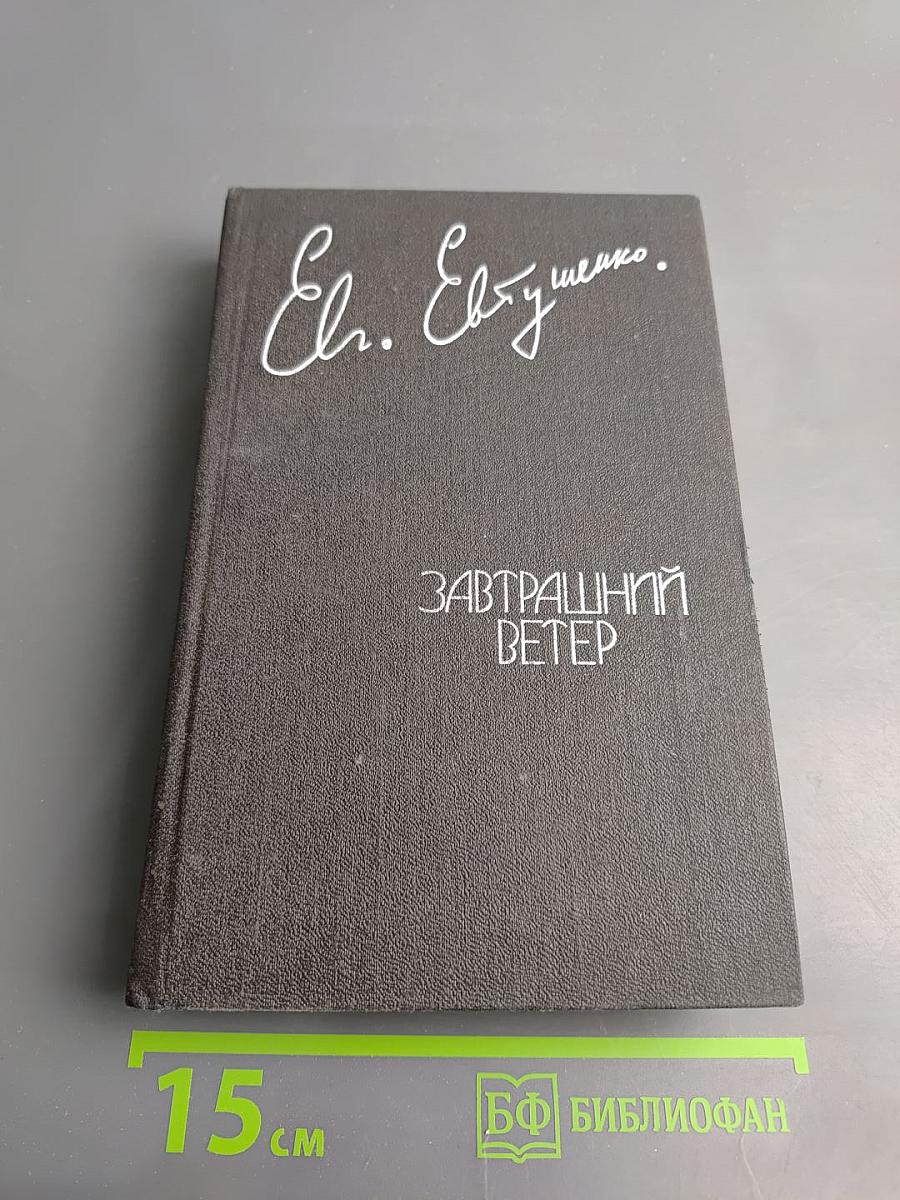 Евг. Евтушенко.
ЗАВТРАШНИЙ
ВЕТЕР
15 см
БФ БИБЛИОФАН